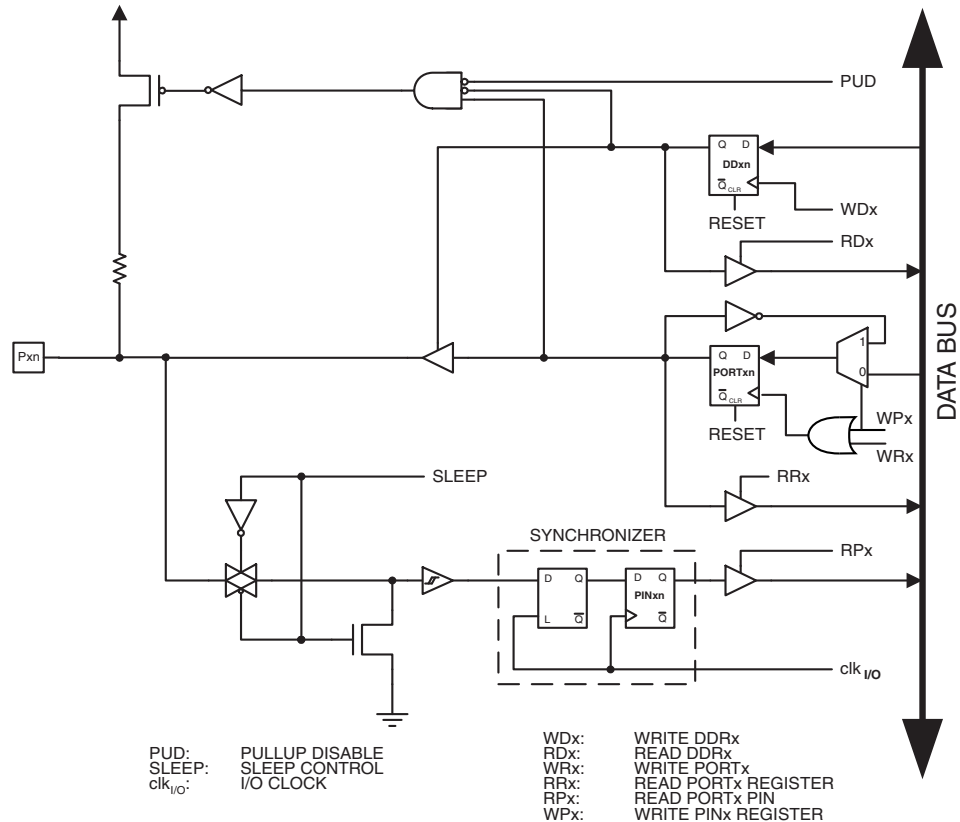 PUD
Q D
DDxn
Q CLR
WDx
RESET
RDx
Pxn
1
0
Q D
PORTxn
Q CLR
RESET
WPx
WRx
DATA BUS
SLEEP
RRx
SYNCHRONIZER
RPx
D Q
L Q
D Q
PINxn
Q
clk I/O
PUD: PULLUP DISABLE
SLEEP: SLEEP CONTROL
clkI/O: I/O CLOCK
WDx: WRITE DDRx
RDx: READ DDRx
WRx: WRITE PORTx
RRx: READ PORTx REGISTER
RPx: READ PORTx PIN
WPx: WRITE PINx REGISTER